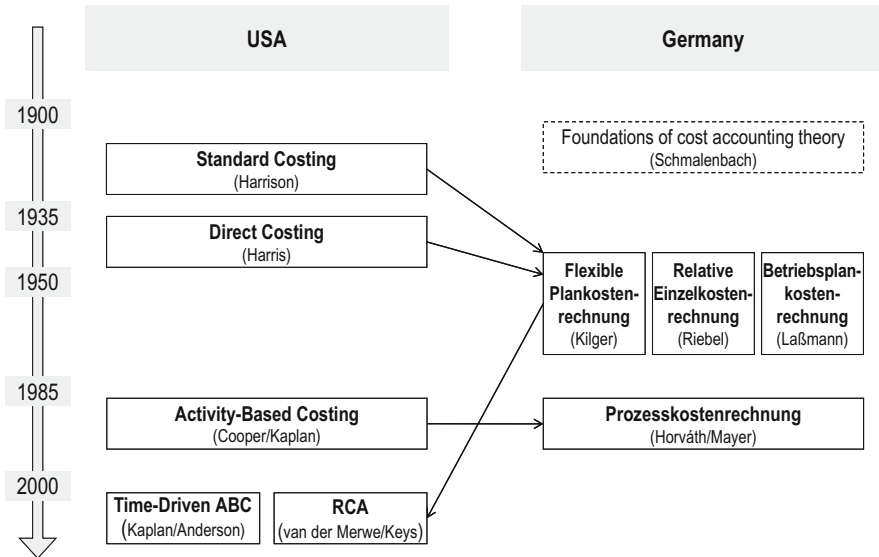 USA
Germany
1900
Foundations of cost accounting theory
(Schmalenbach)
Standard Costing
(Harrison)
1935
Direct Costing
(Harris)
1950
Flexible
Plankosten-
rechnung
(Kilger)
Relative
Einzelkosten-
rechnung
(Riebel)
Betriebsplan-
kosten-
rechnung
(Laßmann)
1985
Activity-Based Costing
(Cooper/Kaplan)
Prozesskostenrechnung
(Horváth/Mayer)
2000
Time-Driven ABC
(Kaplan/Anderson)
RCA
(van der Merwe/Keys)